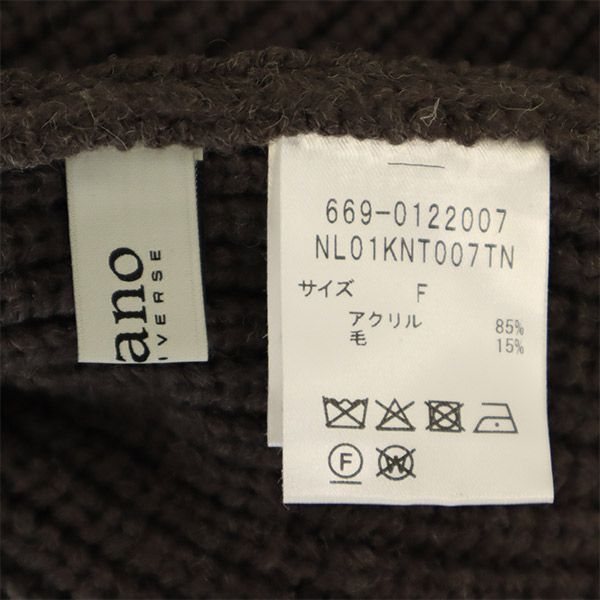 ano
IVERSE
669-0122007
NL01KNT007TN
サイズ F
アクリル 85%
毛 15%
F
W